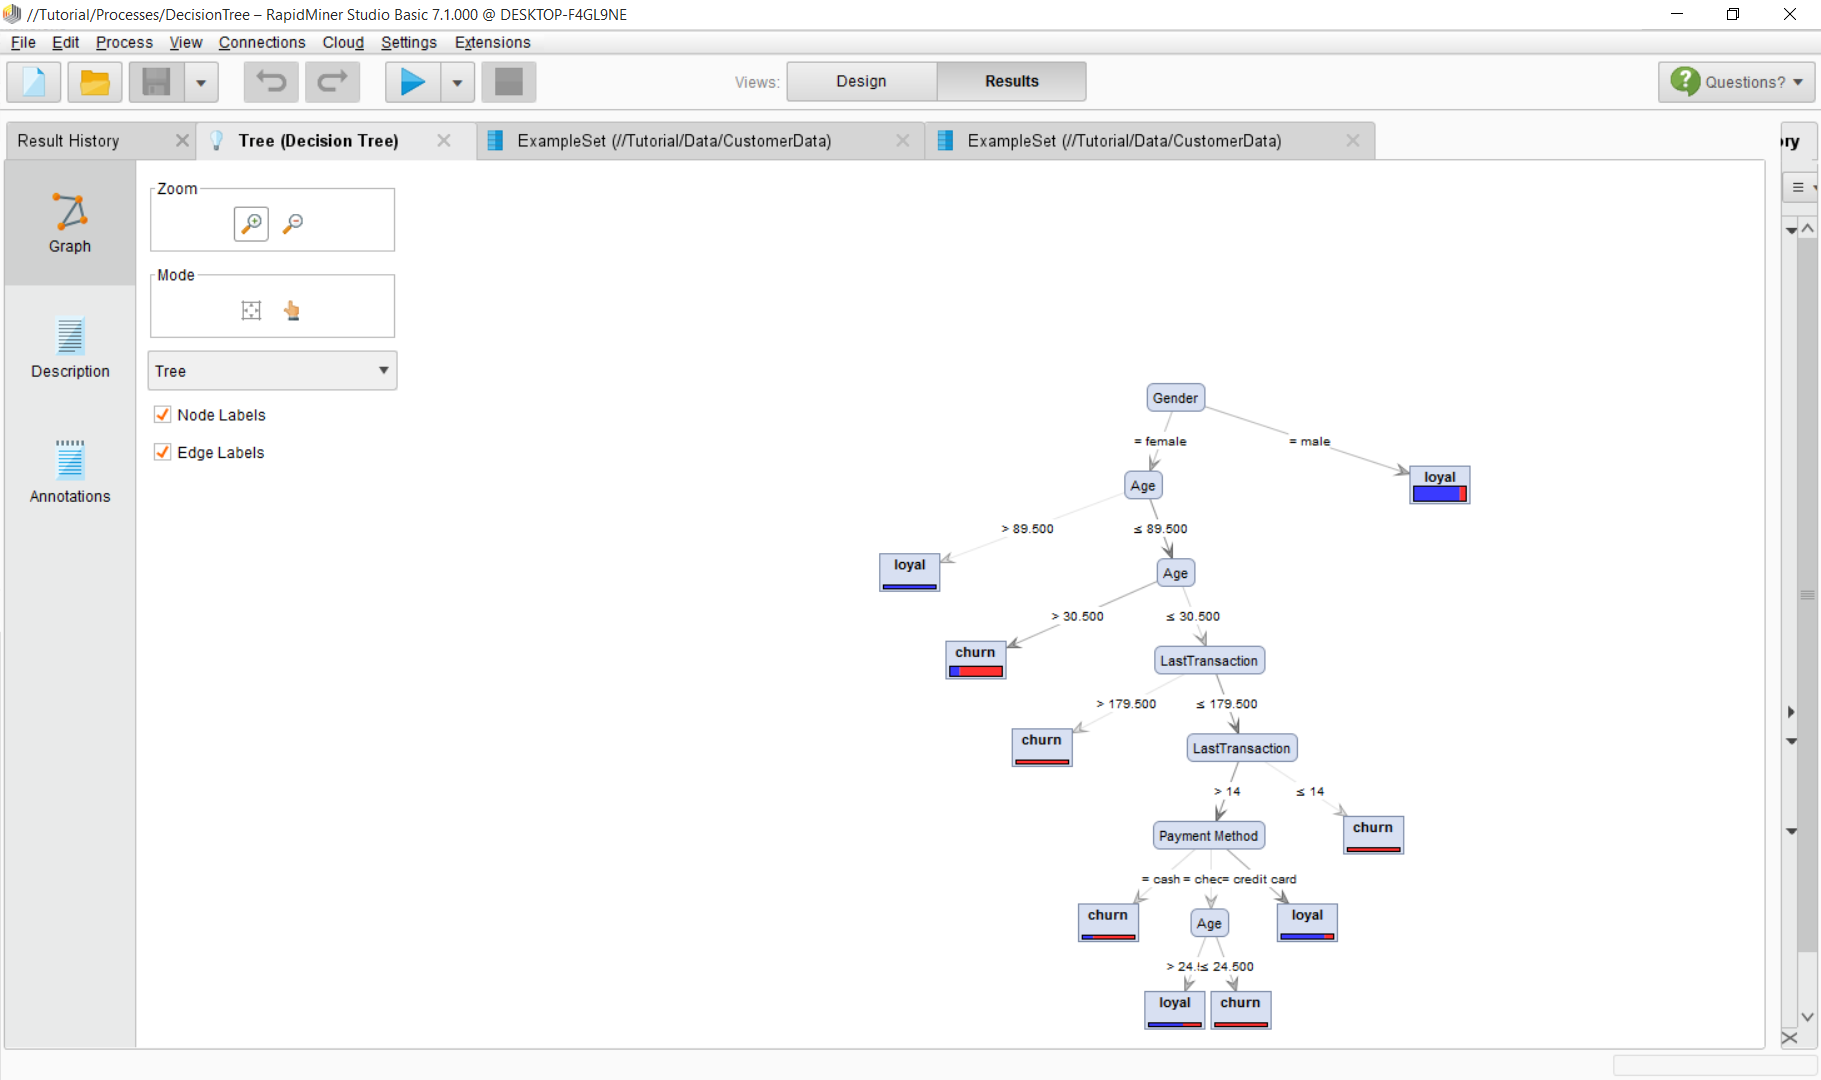 //Tutorial/Processes/DecisionTree – RapidMiner Studio Basic 7.1.000 @ DESKTOP-F4GL9NE
File Edit Process View Connections Cloud Settings Extensions
Views: Design Results Questions?
Result History Tree (Decision Tree) ExampleSet (//Tutorial/Data/CustomerData) ExampleSet (//Tutorial/Data/CustomerData) ory
Zoom
Graph
Mode
Description
Tree
Node Labels
Edge Labels
Annotations
Gender
= female = male
loyal
Age
> 89.500 ≤ 89.500
loyal
Age
> 30.500 ≤ 30.500
churn
LastTransaction
> 179.500 ≤ 179.500
churn
LastTransaction
> 14 ≤ 14
churn
Payment Method
= cash = chec = credit card
churn Age loyal
> 24. ≤ 24.500
loyal churn